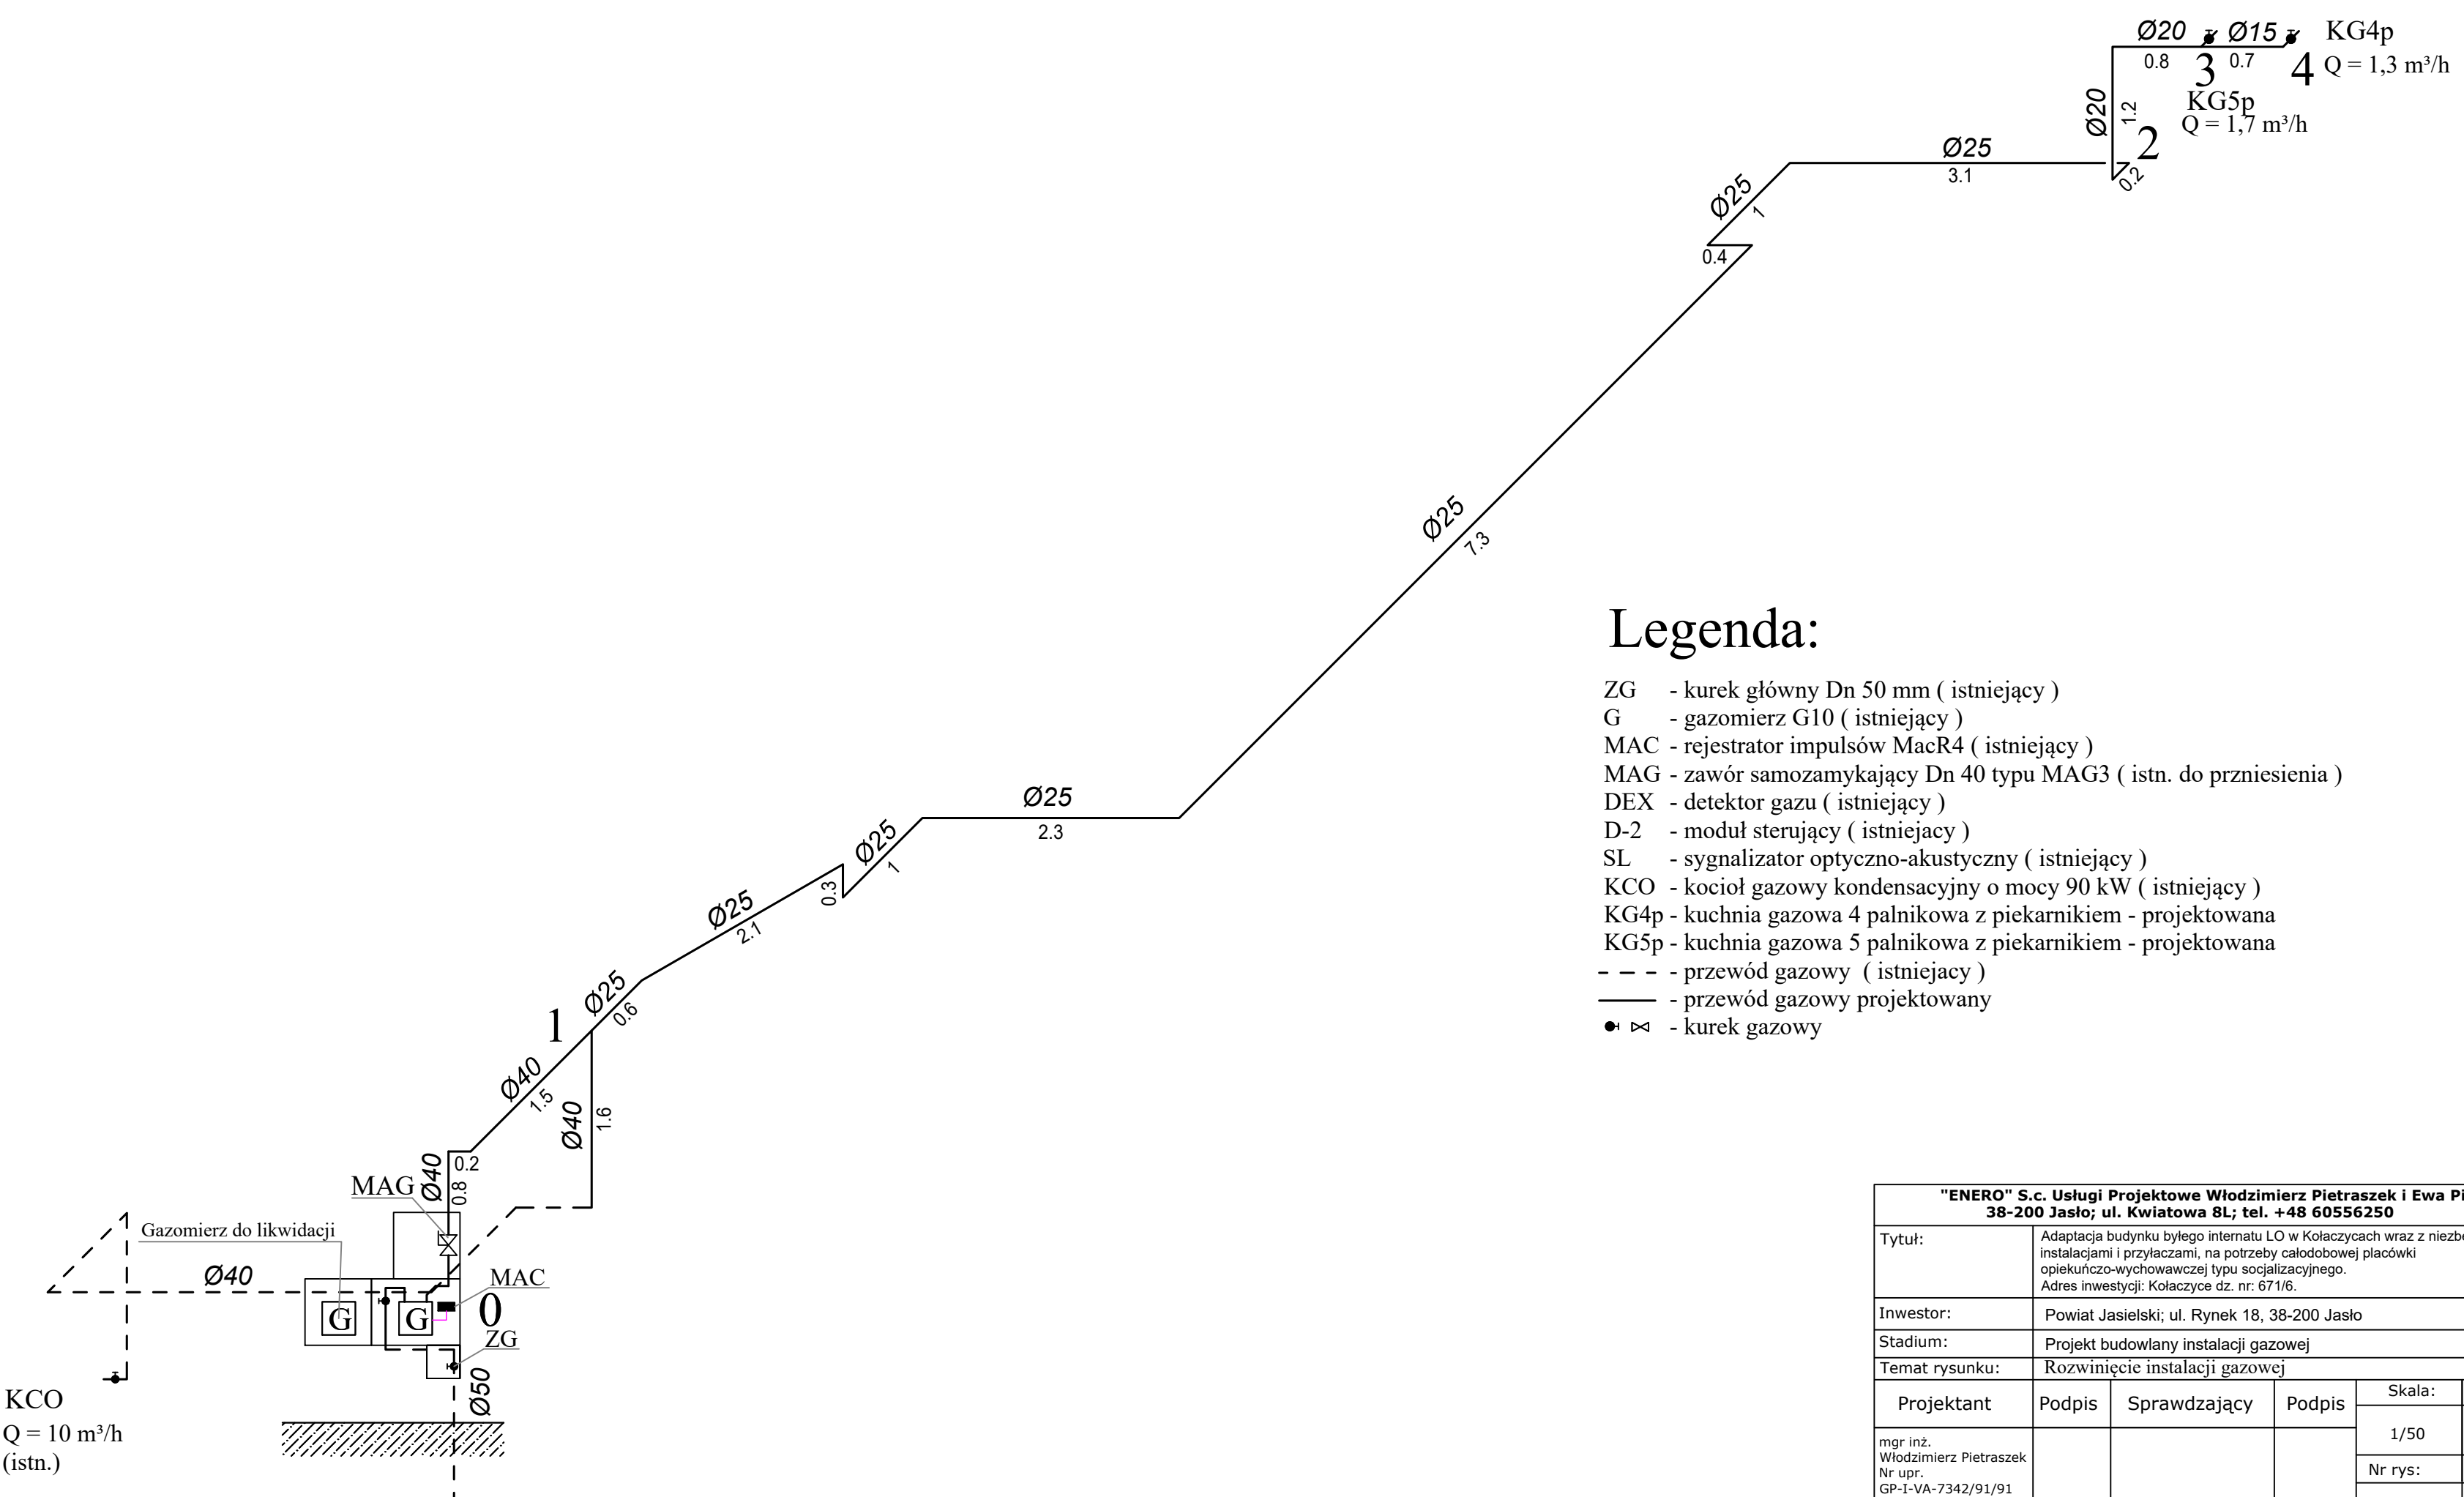 Ø20
Ø15
KG4p
0.8
3
0.7
4
Q = 1,3 m³/h
Ø20
1.2
KG5p
Q = 1,7 m³/h
2
Ø25
3.1
0.2
Ø25
1
0.4
Ø25
7.3
Legenda:
ZG - kurek główny Dn 50 mm ( istniejący )
G - gazomierz G10 ( istniejący )
MAC - rejestrator impulsów MacR4 ( istniejący )
MAG - zawór samozamykający Dn 40 typu MAG3 ( istn. do przniesienia )
DEX - detektor gazu ( istniejący )
D-2 - moduł sterujący ( istniejacy )
SL - sygnalizator optyczno-akustyczny ( istniejący )
KCO - kocioł gazowy kondensacyjny o mocy 90 kW ( istniejący )
KG4p - kuchnia gazowa 4 palnikowa z piekarnikiem - projektowana
KG5p - kuchnia gazowa 5 palnikowa z piekarnikiem - projektowana
- przewód gazowy ( istniejacy )
- przewód gazowy projektowany
- kurek gazowy
Ø25
2.3
Ø25
1
0.3
Ø25
2.1
Ø25
0.6
1
Ø40
1.5
Ø40
1.6
Ø40
0.2
0.8
MAG
Gazomierz do likwidacji
Ø40
MAC
G
G
0
ZG
Ø50
KCO
Q = 10 m³/h
(istn.)
"ENERO" S.c. Usługi Projektowe Włodzimierz Pietraszek i Ewa Pi
38-200 Jasło; ul. Kwiatowa 8L; tel. +48 60556250
Tytuł:
Adaptacja budynku byłego internatu LO w Kołaczycach wraz z niezbę
instalacjami i przyłaczami, na potrzeby całodobowej placówki
opiekuńczo-wychowawczej typu socjalizacyjnego.
Adres inwestycji: Kołaczyce dz. nr: 671/6.
Inwestor:
Powiat Jasielski; ul. Rynek 18, 38-200 Jasło
Stadium:
Projekt budowlany instalacji gazowej
Temat rysunku:
Rozwinięcie instalacji gazowej
Projektant
Podpis
Sprawdzający
Podpis
Skala:
1/50
Nr rys:
mgr inż.
Włodzimierz Pietraszek
Nr upr.
GP-I-VA-7342/91/91